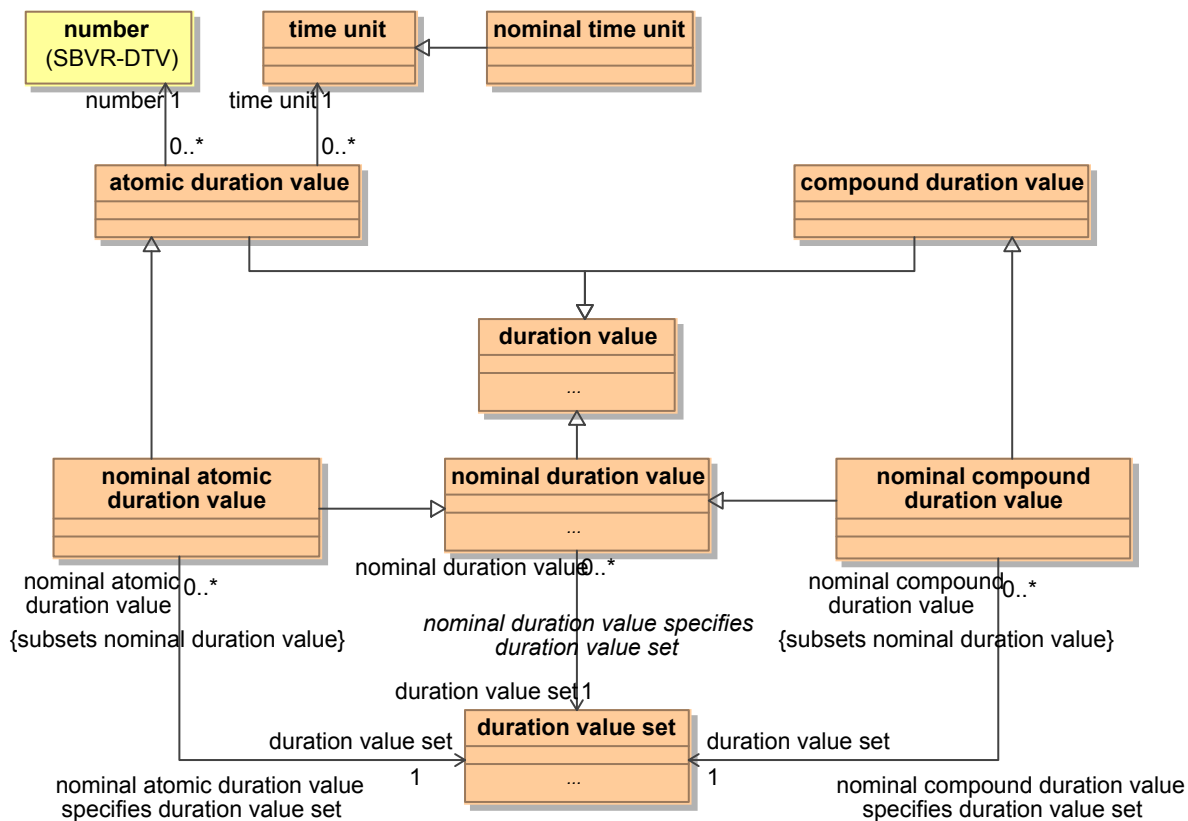 number
(SBVR-DTV)
time unit
nominal time unit
number 1
time unit 1
0..*
0..*
atomic duration value
compound duration value
duration value
...
nominal atomic
duration value
nominal duration value
...
nominal compound
duration value
nominal atomic
duration value
0..*
{subsets nominal duration value}
nominal duration value
0..*
nominal duration value specifies
duration value set
duration value set
1
nominal compound
duration value
0..*
{subsets nominal duration value}
duration value set
...
duration value set
1
nominal atomic duration value
specifies duration value set
duration value set
1
nominal compound duration value
specifies duration value set